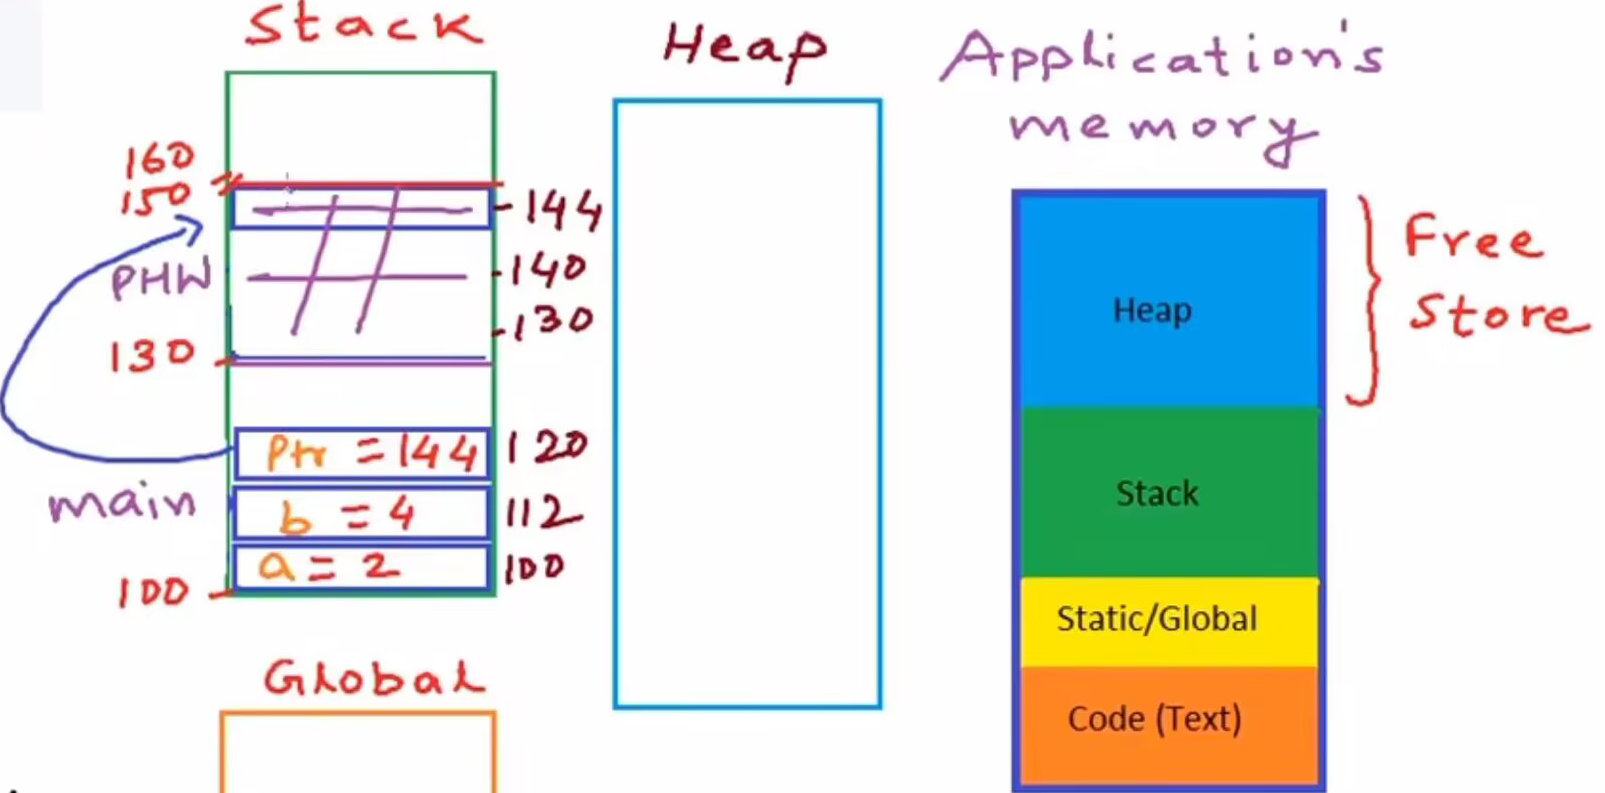 Stack
160
150
144
PHW
140
130
130
Ptr = 144
120
main
b = 4
112
a = 2
100
100
Global
Heap
Application's
memory
Heap
Free
Store
Stack
Static/Global
Code (Text)